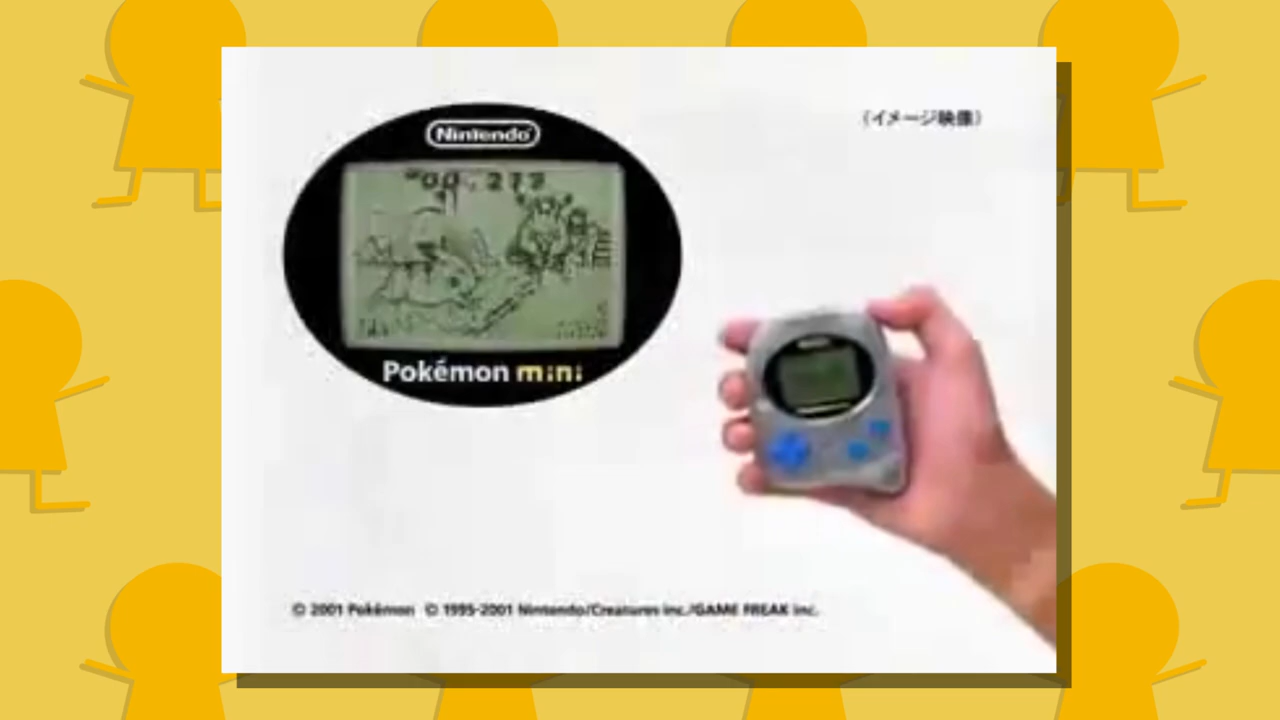 Nintendo
(イメージ映像)
Pokémon mini
© 2001 Pokémon © 1995-2001 Nintendo/Creatures inc./GAME FREAK inc.